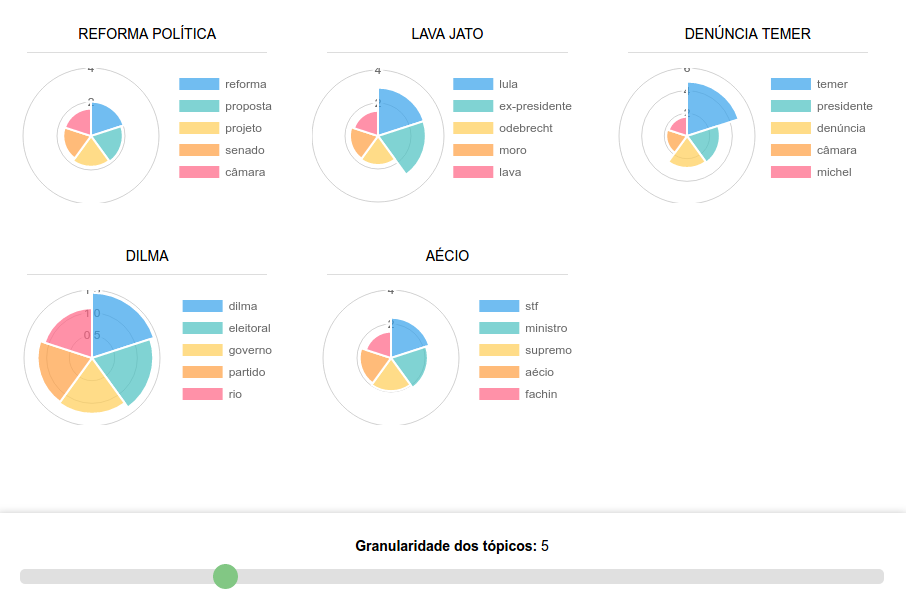 REFORMA POLÍTICA
4
2
reforma
proposta
projeto
senado
câmara
LAVA JATO
4
2
lula
ex-presidente
odebrecht
moro
lava
DENÚNCIA TEMER
6
4
2
temer
presidente
denúncia
câmara
michel
DILMA
1.0
0.5
dilma
eleitoral
governo
partido
rio
AÉCIO
4
2
stf
ministro
supremo
aécio
fachin
Granularidade dos tópicos: 5